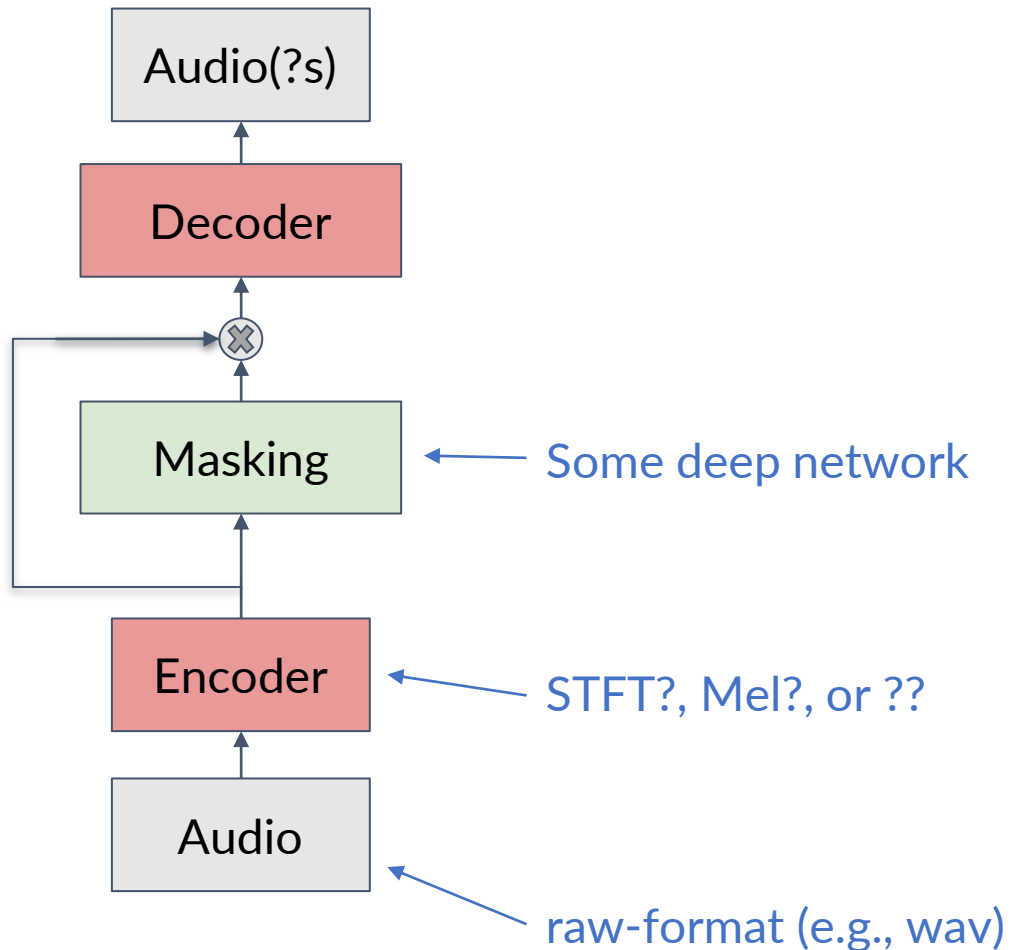 Audio(?s)
Decoder
Masking
Some deep network
Encoder
STFT?, Mel?, or ??
Audio
raw-format (e.g., wav)